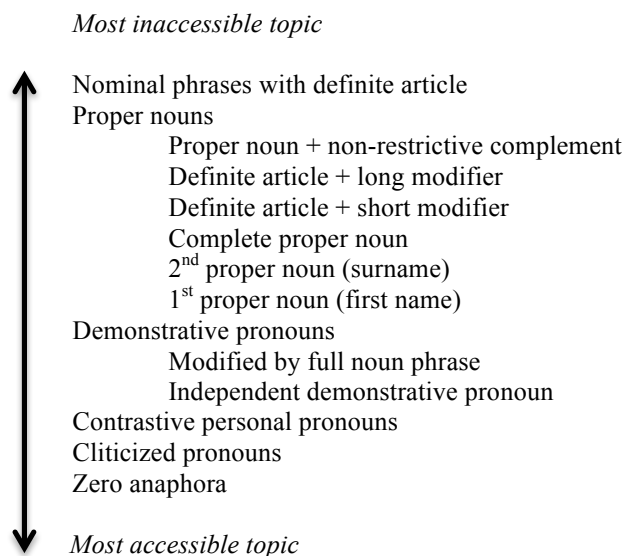 Most inaccessible topic
Nominal phrases with definite article
Proper nouns
Proper noun + non-restrictive complement
Definite article + long modifier
Definite article + short modifier
Complete proper noun
2nd proper noun (surname)
1st proper noun (first name)
Demonstrative pronouns
Modified by full noun phrase
Independent demonstrative pronoun
Contrastive personal pronouns
Cliticized pronouns
Zero anaphora
Most accessible topic